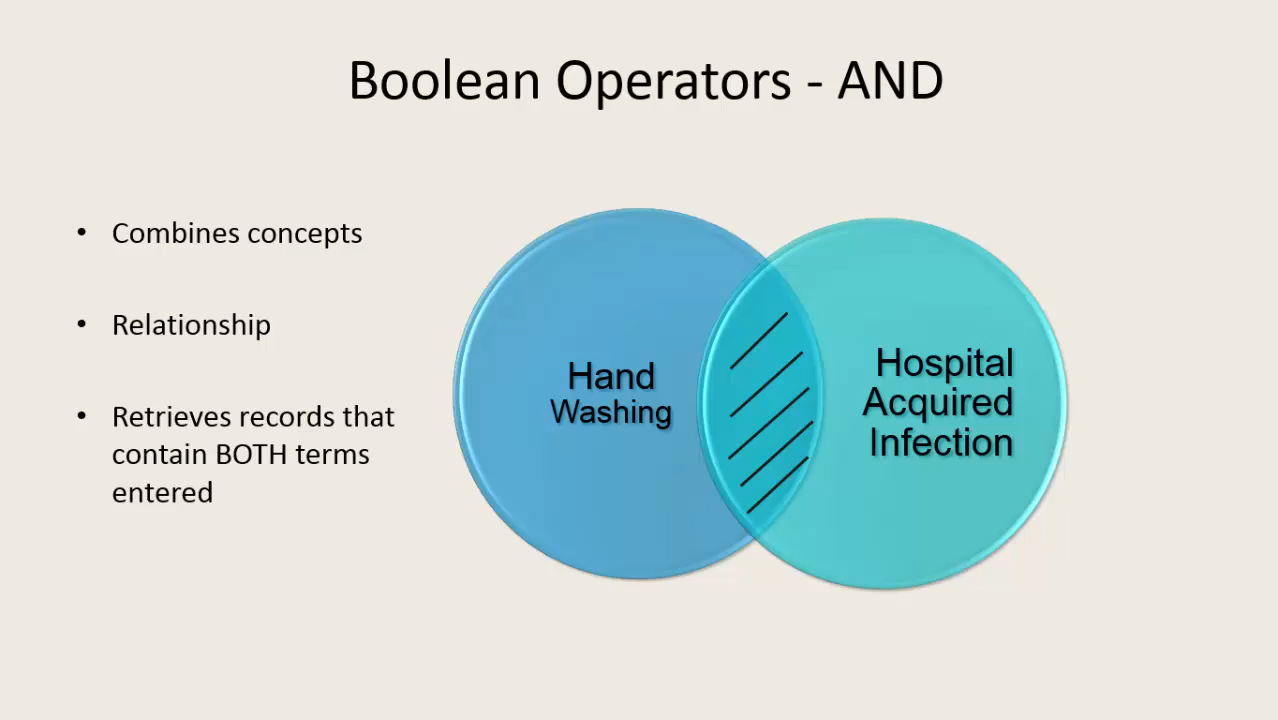 Boolean Operators - AND
• Combines concepts
• Relationship
• Retrieves records that
contain BOTH terms
entered
Hand
Washing
Hospital
Acquired
Infection